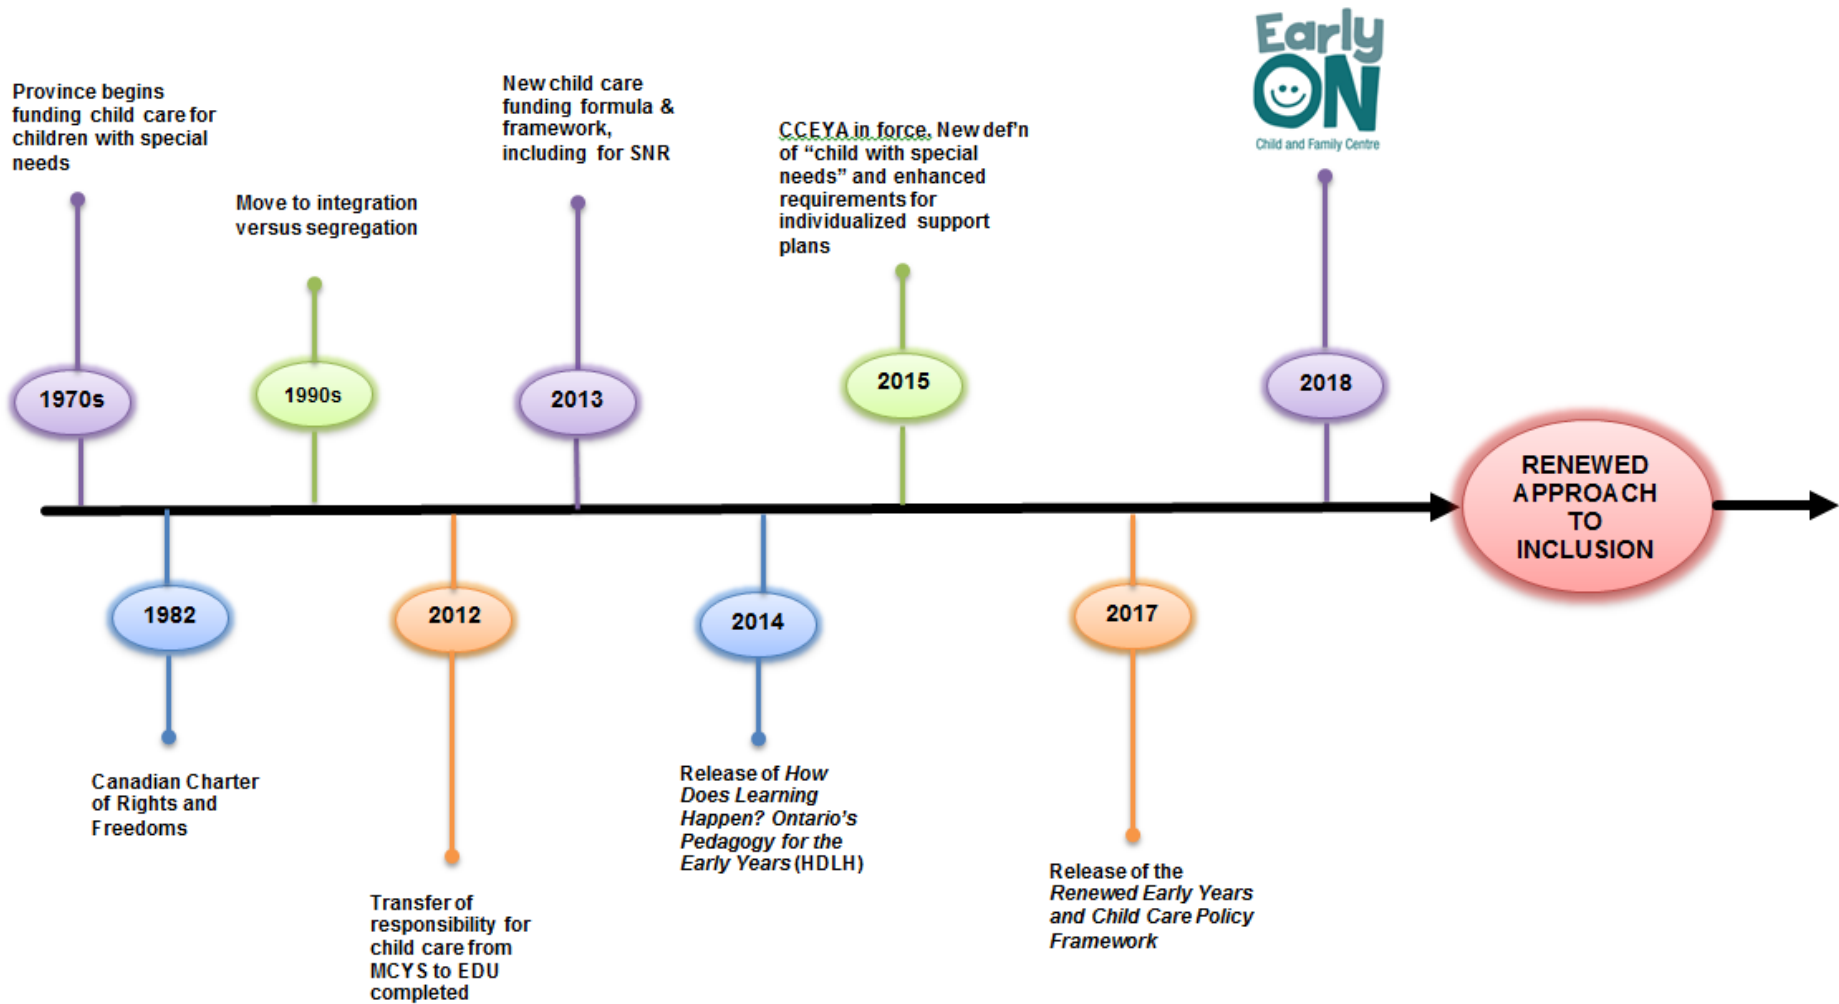 Province begins
funding child care for
children with special
needs
1970s
Canadian Charter
of Rights and
Freedoms
1982
Move to integration
versus segregation
1990s
2012
Transfer of
responsibility for
child care from
MCYS to EDU
completed
New child care
funding formula &
framework,
including for SNR
2013
2014
Release of How
Does Learning
Happen? Ontario's
Pedagogy for the
Early Years (HDLH)
CCEYA in force. New def'n
of "child with special
needs" and enhanced
requirements for
individualized support
plans
2015
2017
Release of the
Renewed Early Years
and Child Care Policy
Framework
Early
ON
Child and Family Centre
2018
RENEWED
APPROACH
TO
INCLUSION